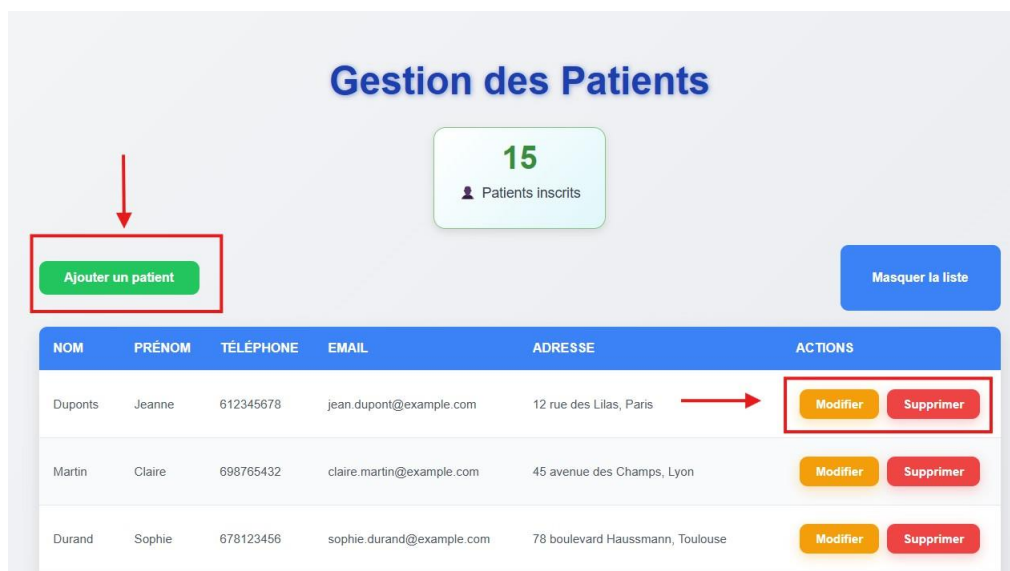 Gestion des Patients
15
Patients inscrits
Ajouter un patient
Masquer la liste
NOM PRÉNOM TÉLÉPHONE EMAIL ADRESSE ACTIONS
Duponts Jeanne 612345678 jean.dupont@example.com 12 rue des Lilas, Paris Modifier Supprimer
Martin Claire 698765432 claire.martin@example.com 45 avenue des Champs, Lyon Modifier Supprimer
Durand Sophie 678123456 sophie.durand@example.com 78 boulevard Haussmann, Toulouse Modifier Supprimer